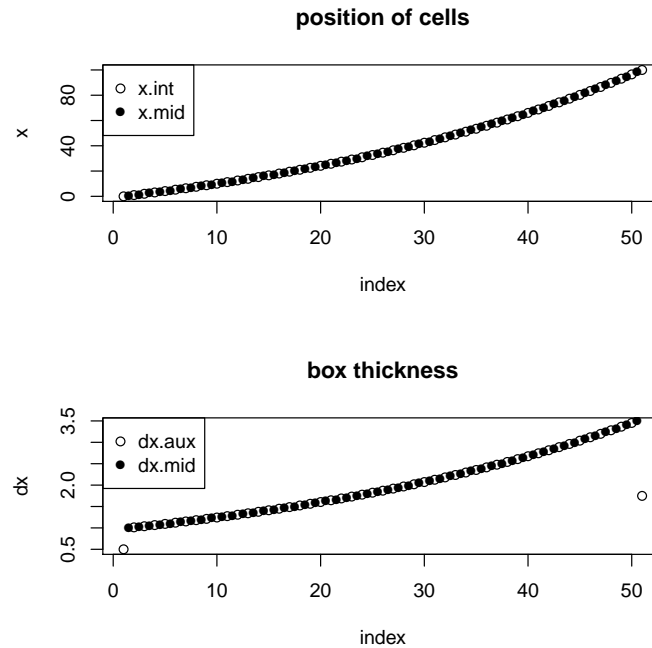 position of cells
x.int
x.mid
x
80
40
0
0 10 20 30 40 50
index
box thickness
dx.aux
dx.mid
dx
3.5
2.0
0.5
0 10 20 30 40 50
index